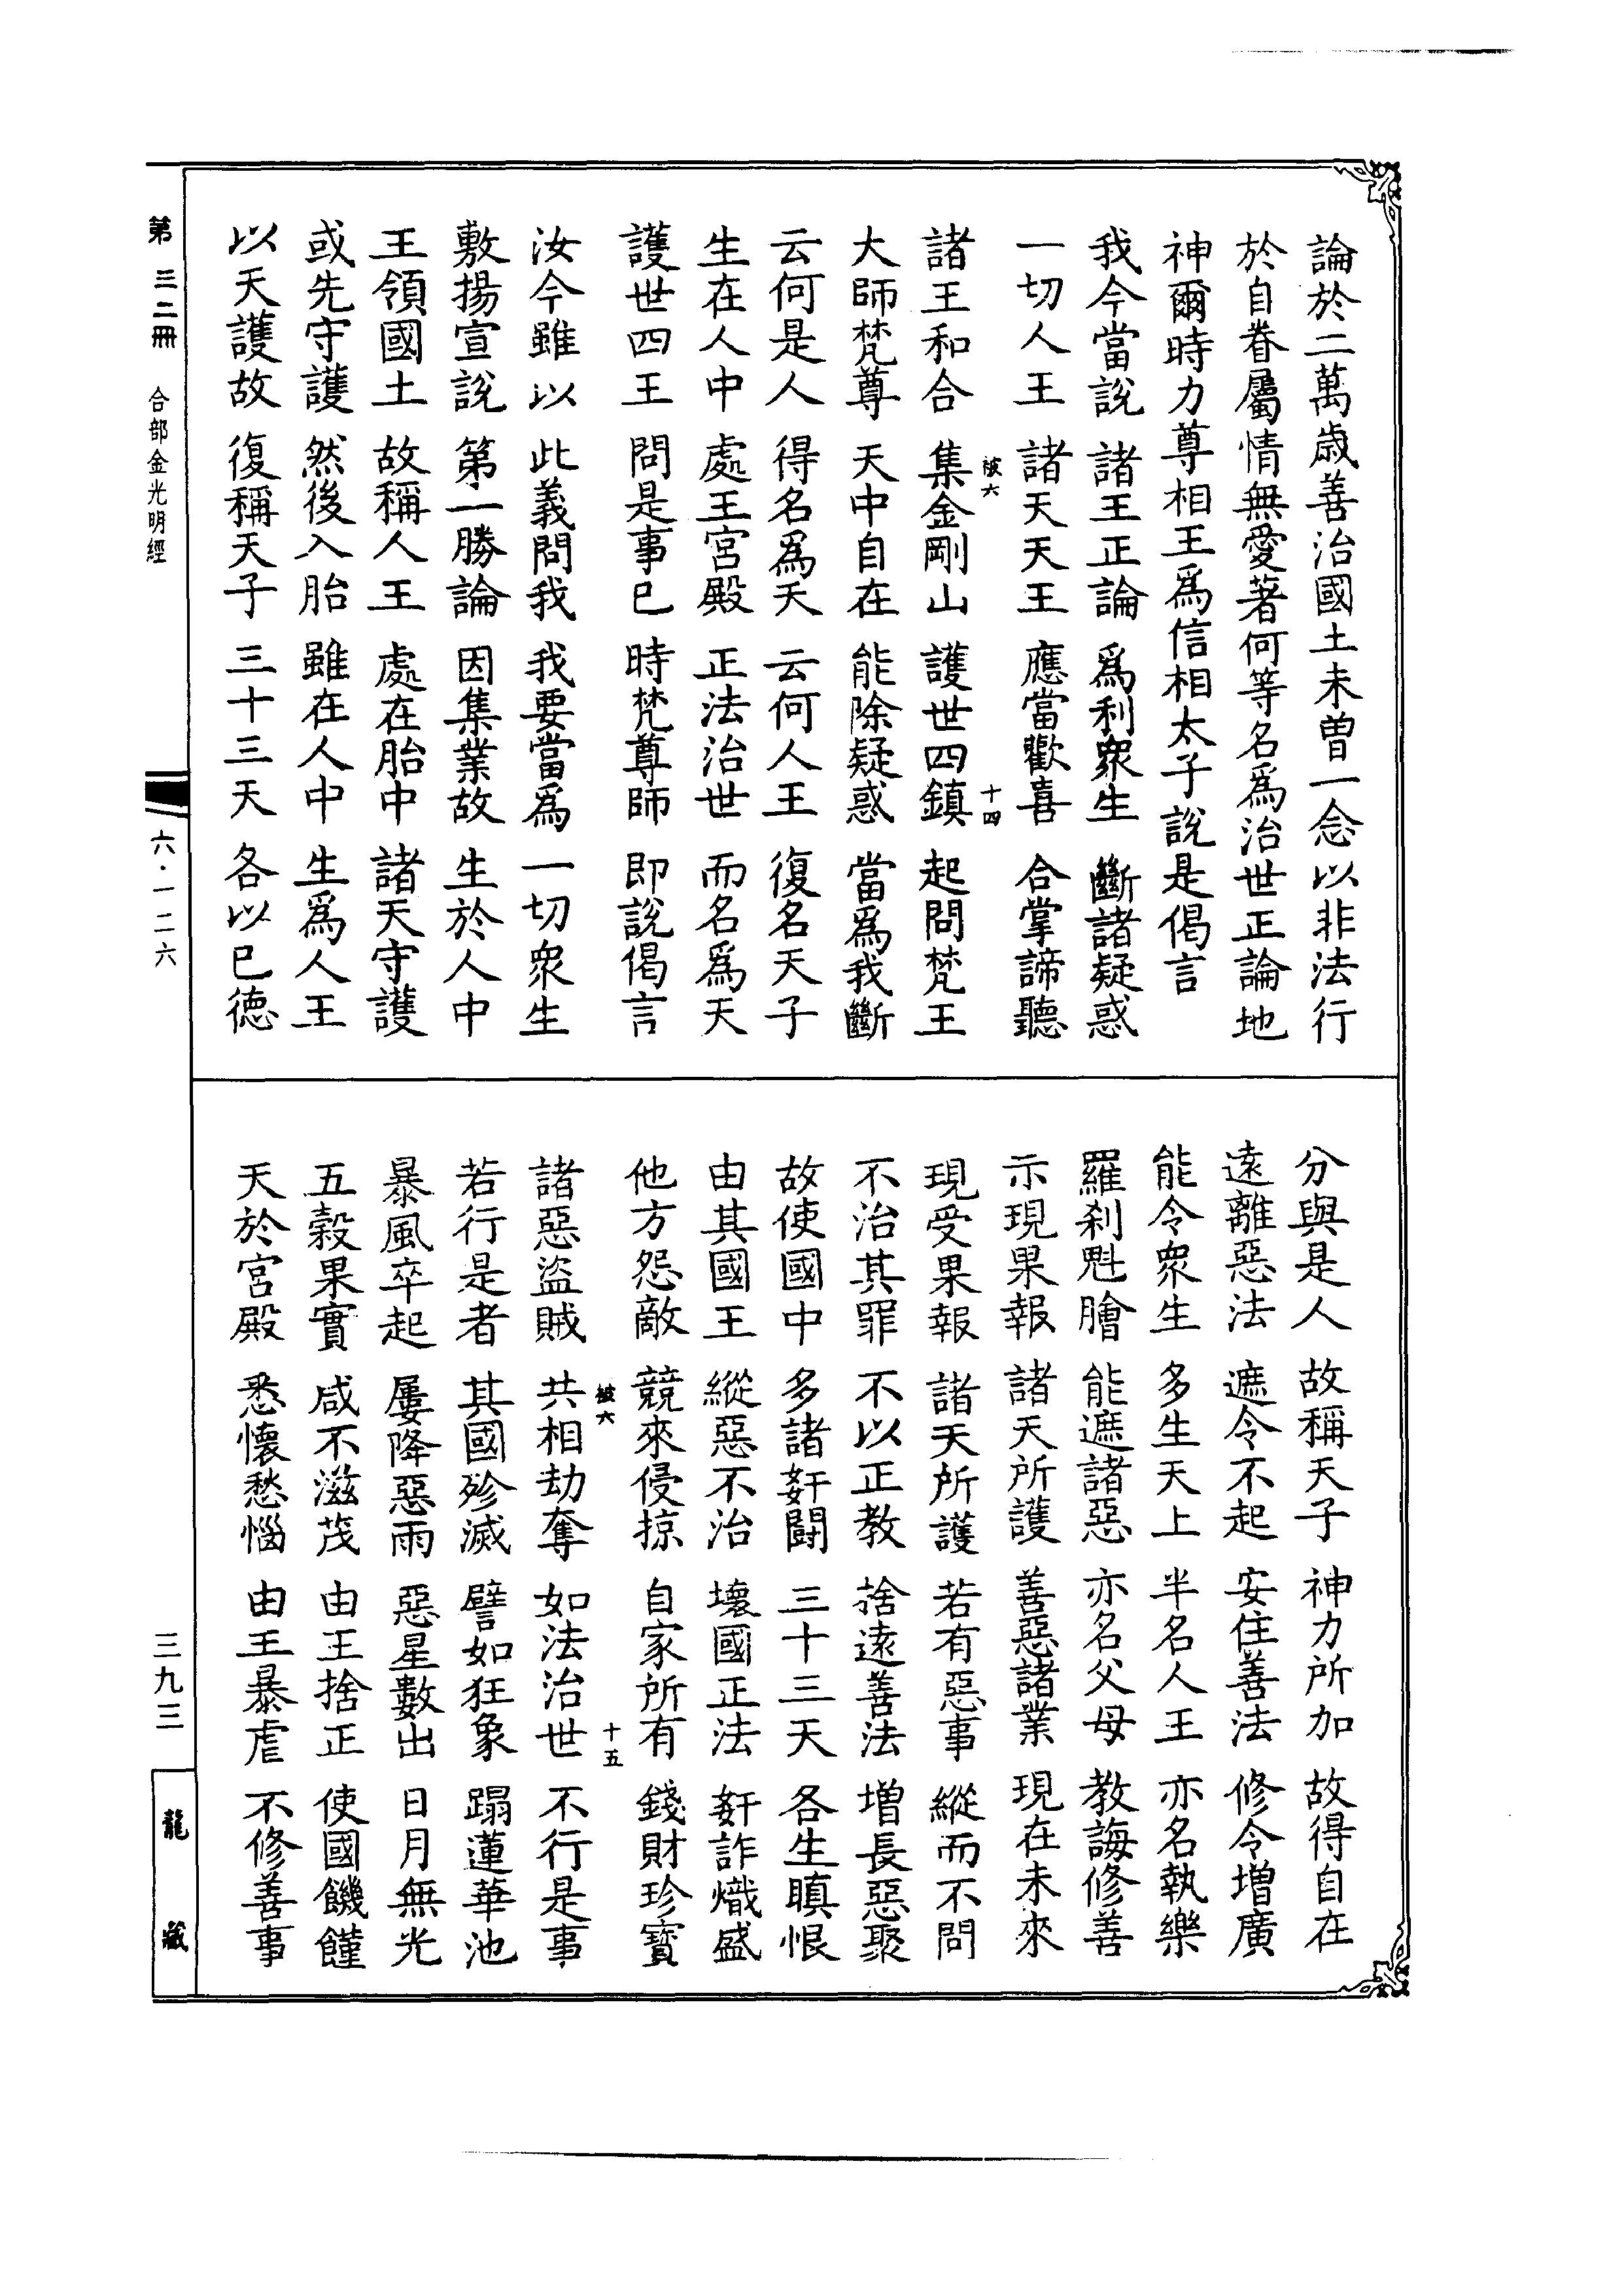 論於二萬歲善治國土未曾一念以非法行
於自眷屬情無愛著何等名爲治世正論地
神爾時力尊相王爲信相太子說是偈言
我今當說　諸王正論　爲利衆生　斷諸疑惑
一切人王　諸天天王　應當歡喜　合掌諦聽
諸王和合　集金剛山　護世四鎮　起問梵王
大師梵尊　天中自在　能除疑惑　當爲我斷
云何是人　得名爲天　云何人王　復名天子
生在人中　處王宮殿　正法治世　而名爲天
護世四王　問是事已　時梵尊師　即說偈言
汝今雖以　此義問我　我要當爲　一切衆生
敷揚宣說　第一勝論　因集業故　生於人中
王領國土　故稱人王　處在胎中　諸天守護
或先守護　然後入胎　雖在人中　生爲人王
以天護故　復稱天子　三十三天　各以已德
分與是人　故稱天子　神力所加　故得自在
遠離惡法　遮令不起　安住善法　修令增廣
能令衆生　多生天上　半名人王　亦名執樂
羅刹魁膾　能遮諸惡　亦名父母　教誨修善
示現果報　諸天所護　善惡諸業　現在未來
現受果報　諸天所護　若有惡事　縱而不問
不治其罪　不以正教　捨遠善法　增長惡聚
故使國中　多諸奸鬪　三十三天　各生瞋恨
由其國王　縱惡不治　壞國正法　奸詐熾盛
他方怨敵　競來侵掠　自家所有　錢財珍寶
諸惡盜賊　共相劫奪　如法治世　不行是事
若行是者　其國殄滅　譬如狂象　蹋蓮華池
暴風卒起　屢降惡雨　惡星數出　日月無光
五穀果實　咸不滋茂　由王捨正　使國饑饉
天於宮殿　悉懷愁惱　由王暴虐　不修善事
被六
十四
被六
十五
第三二冊　合部金光明經
六·一二六
三九三
龍藏